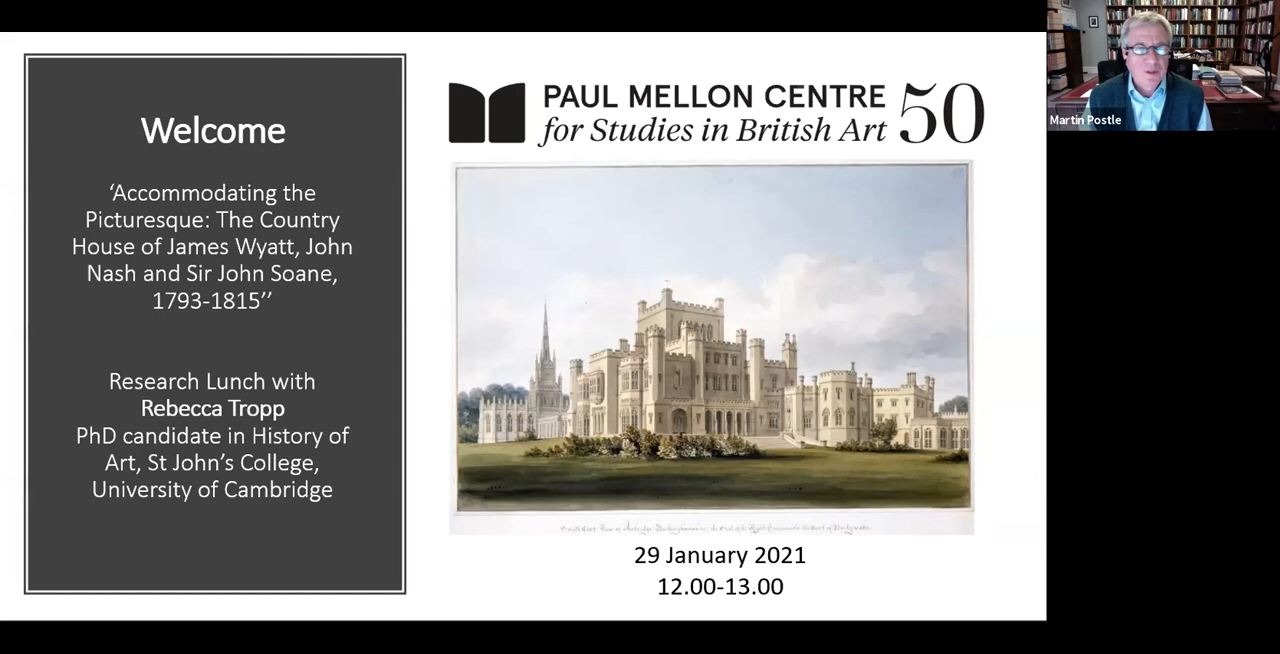 Welcome
‘Accommodating the
Picturesque: The Country
House of James Wyatt, John
Nash and Sir John Soane,
1793-1815’’
Research Lunch with
Rebecca Tropp
PhD candidate in History of
Art, St John’s College,
University of Cambridge
PAUL MELLON CENTRE
for Studies in British Art 50
29 January 2021
12.00-13.00
Martin Postle